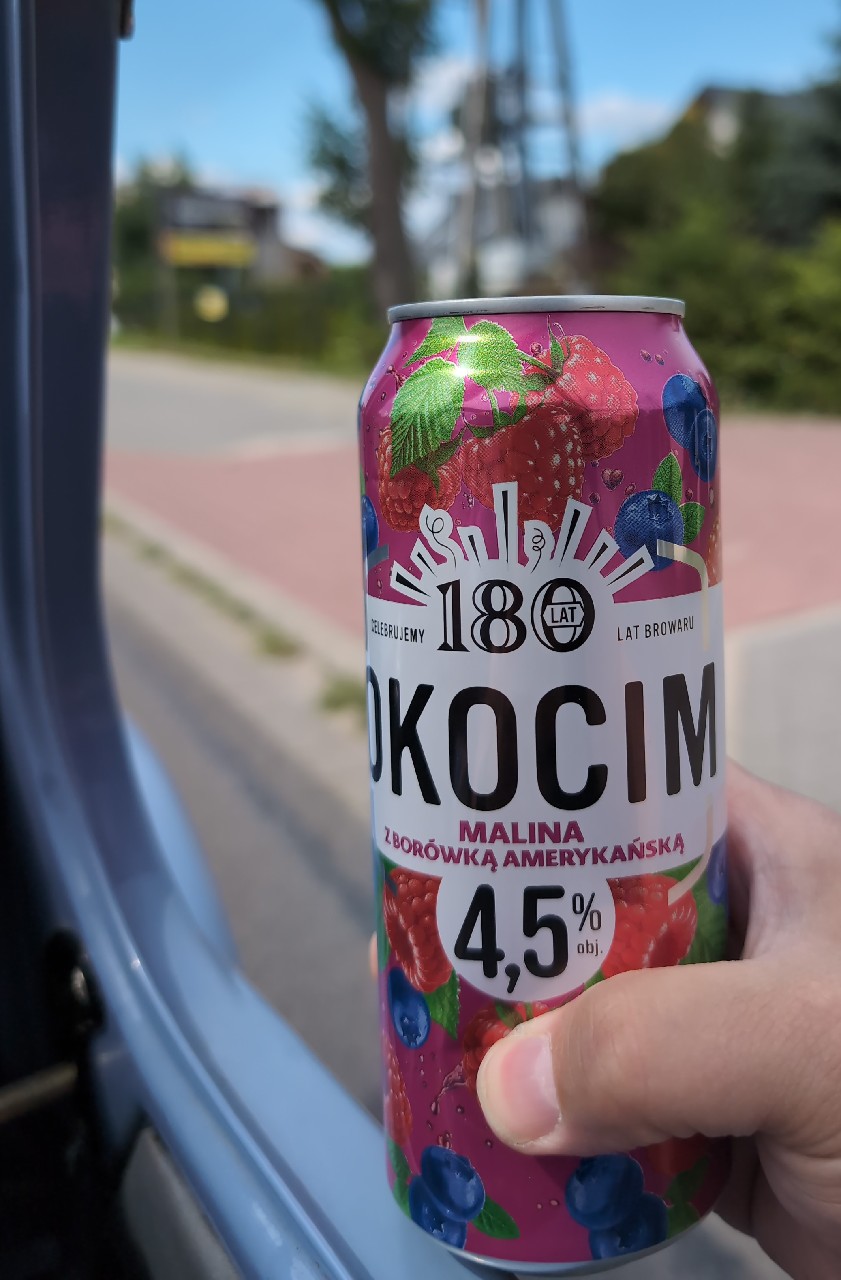 CELEBRUJEMY 180 LAT LAT BROWARU
OKOCIM
MALINA
Z BORÓWKĄ AMERYKAŃSKĄ
4,5%
obj.